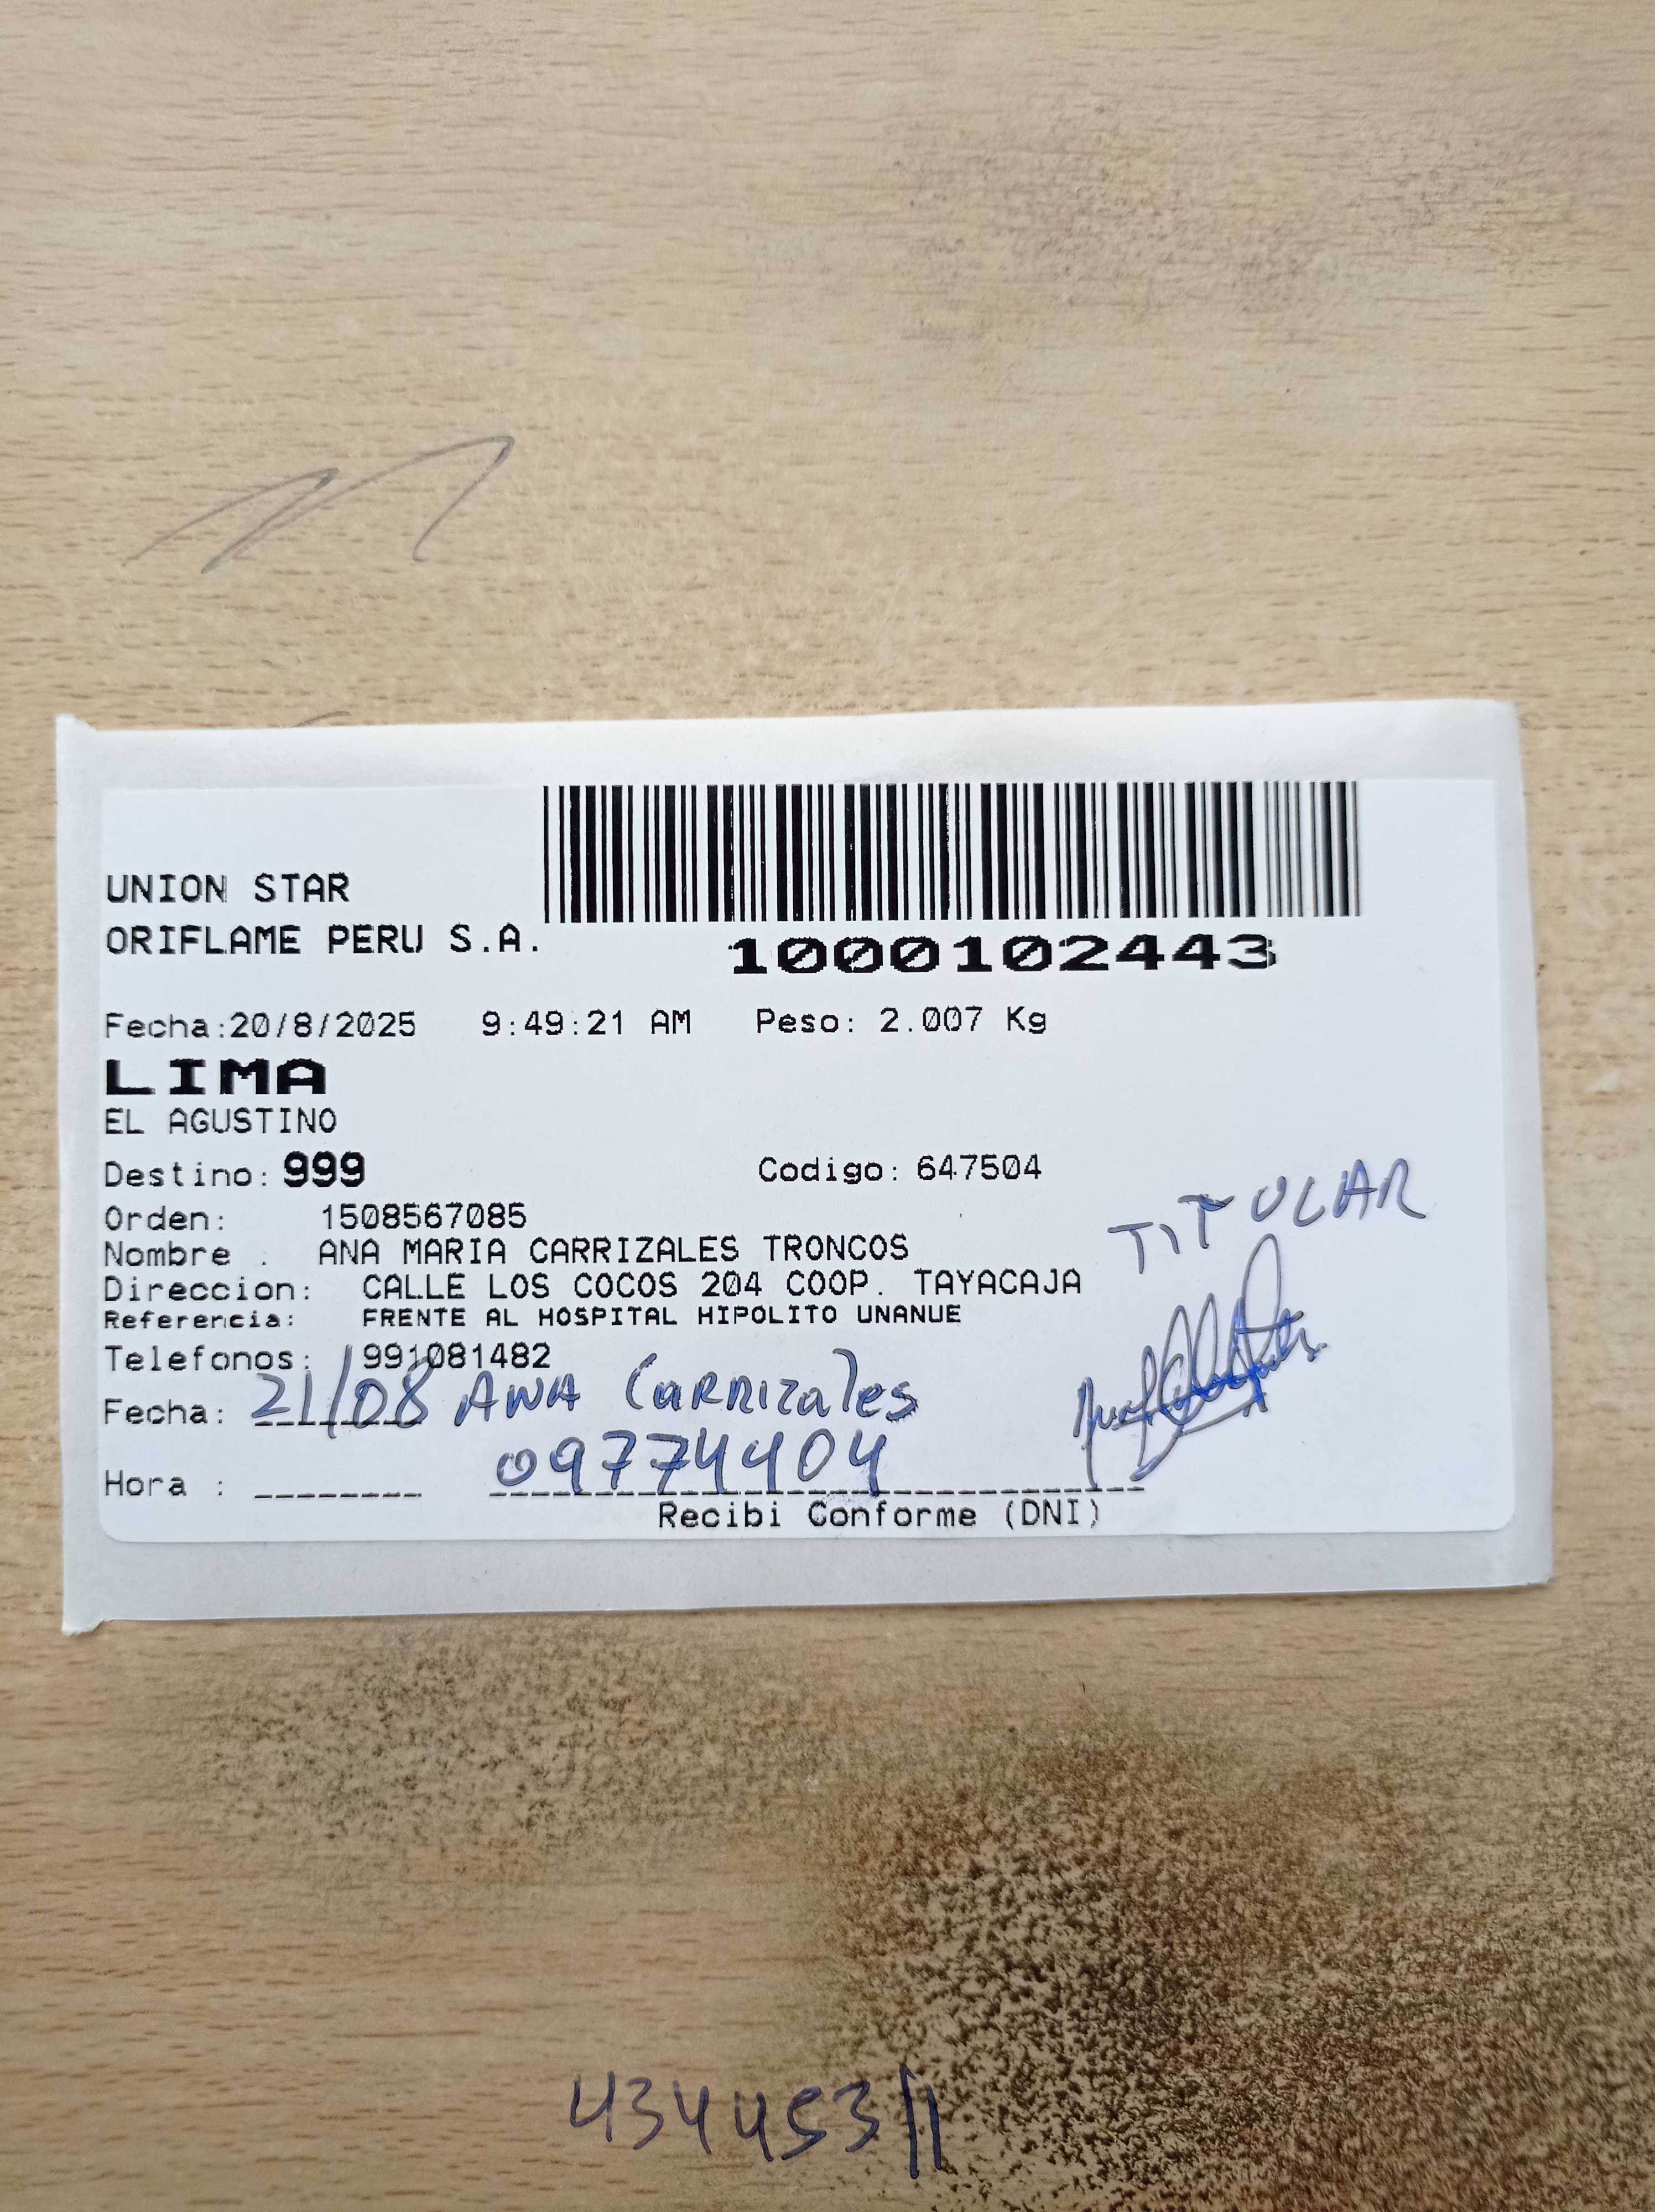 UNION STAR
ORIFLAME PERU S.A.
1000102443
Fecha:20/8/2025 9:49:21 AM Peso: 2.007 Kg
LIMA
EL AGUSTINO
Destino: 999 Codigo: 647504
TITULAR
Orden: 1508567085
Nombre : ANA MARIA CARRIZALES TRONCOS
Direccion: CALLE LOS COCOS 204 COOP. TAYACAJA
Referencia: FRENTE AL HOSPITAL HIPOLITO UNANUE
Telefonos: 991081482
Fecha: 21/08 ANA CARRIZales
09774404
Hora :
Recibi Conforme (DNI)
43445311